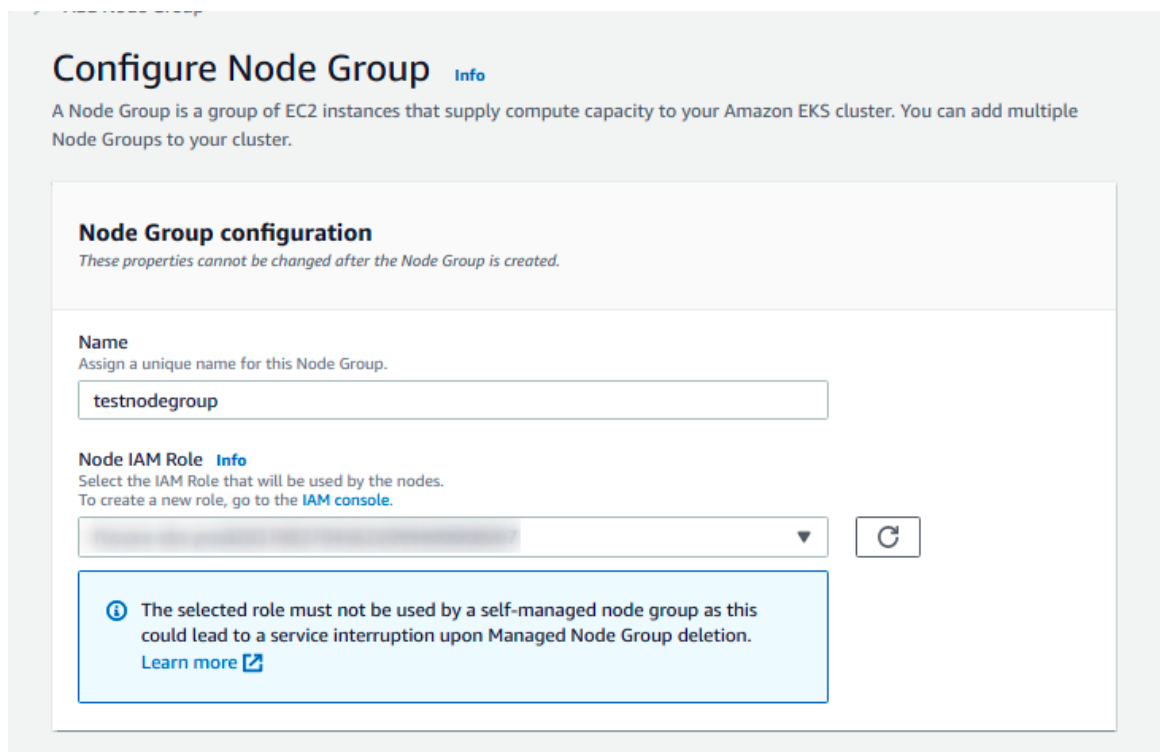 Configure Node Group Info
A Node Group is a group of EC2 instances that supply compute capacity to your Amazon EKS cluster. You can add multiple
Node Groups to your cluster.
Node Group configuration
These properties cannot be changed after the Node Group is created.
Name
Assign a unique name for this Node Group.
testnodegroup
Node IAM Role Info
Select the IAM Role that will be used by the nodes.
To create a new role, go to the IAM console.
The selected role must not be used by a self-managed node group as this
could lead to a service interruption upon Managed Node Group deletion.
Learn more